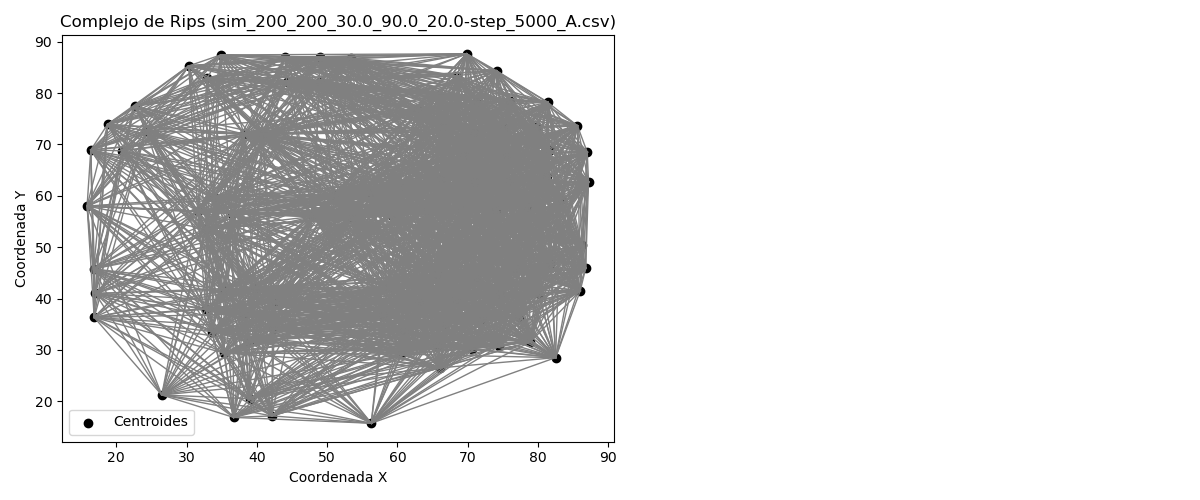 Complejo de Rips (sim_200_200_30.0_90.0_20.0-step_5000_A.csv)
90
80
70
60
50
40
30
20
Coordenada Y
Centroides
20 30 40 50 60 70 80 90
Coordenada X